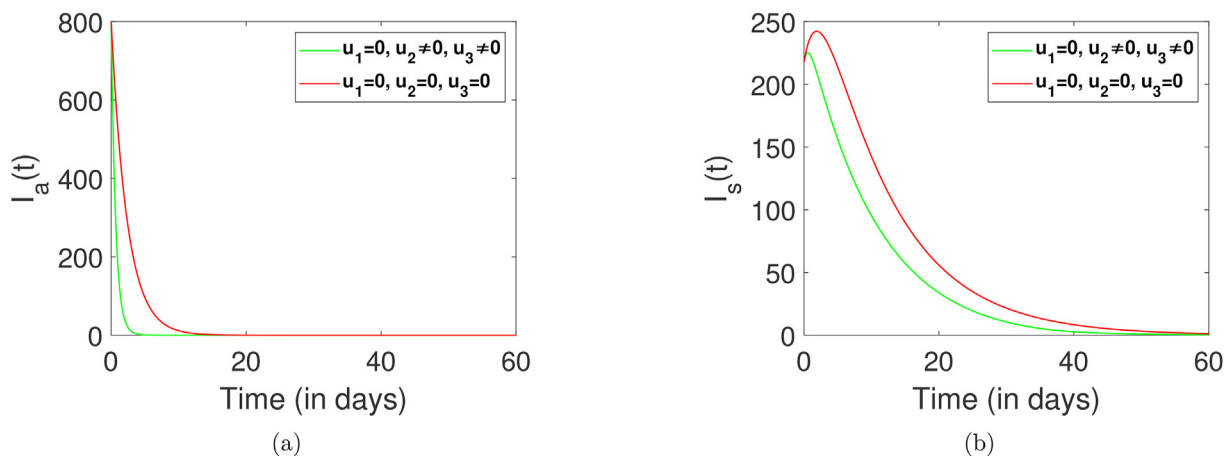 800
600
400
200
0
I_a(t)
0 20 40 60
Time (in days)
u_1=0, u_2≠0, u_3≠0
u_1=0, u_2=0, u_3=0
(a)
250
200
150
100
50
0
I_s(t)
0 20 40 60
Time (in days)
u_1=0, u_2≠0, u_3≠0
u_1=0, u_2=0, u_3=0
(b)